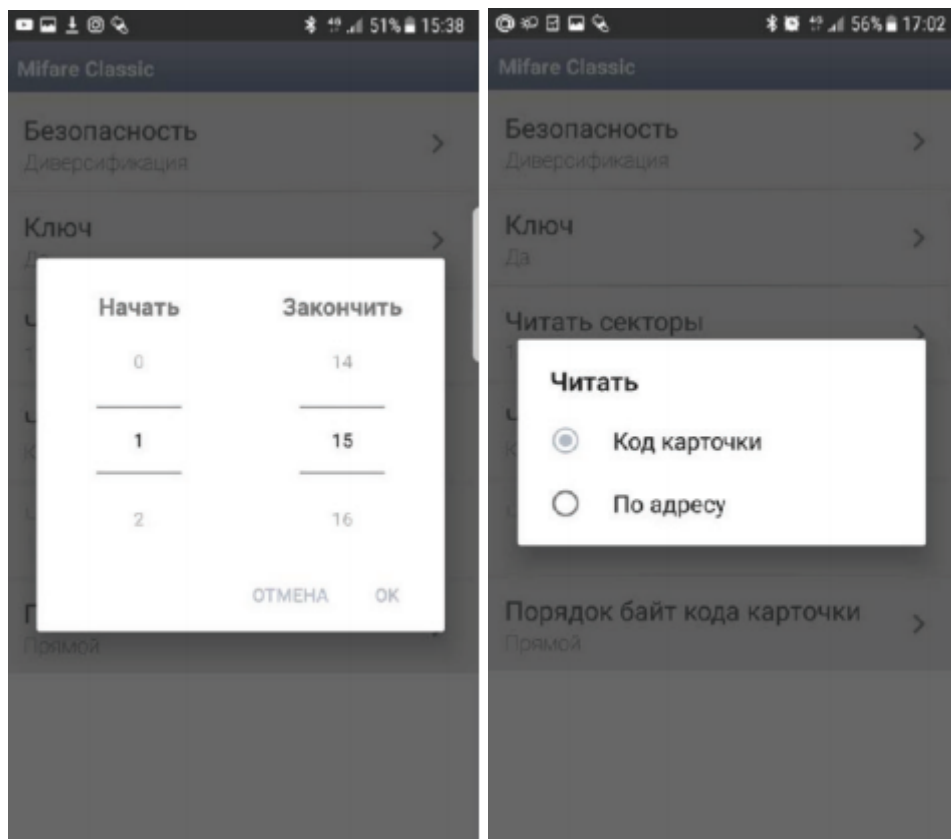 51% 15:38
Mifare Classic
Безопасность
Диверсификация
Ключ
Начать Закончить
0 14
1 15
2 16
ОТМЕНА OK
Прямой
56% 17:02
Mifare Classic
Безопасность
Диверсификация
Ключ
Да
Читать секторы
Читать
Код карточки
По адресу
Порядок байт кода карточки
Прямой